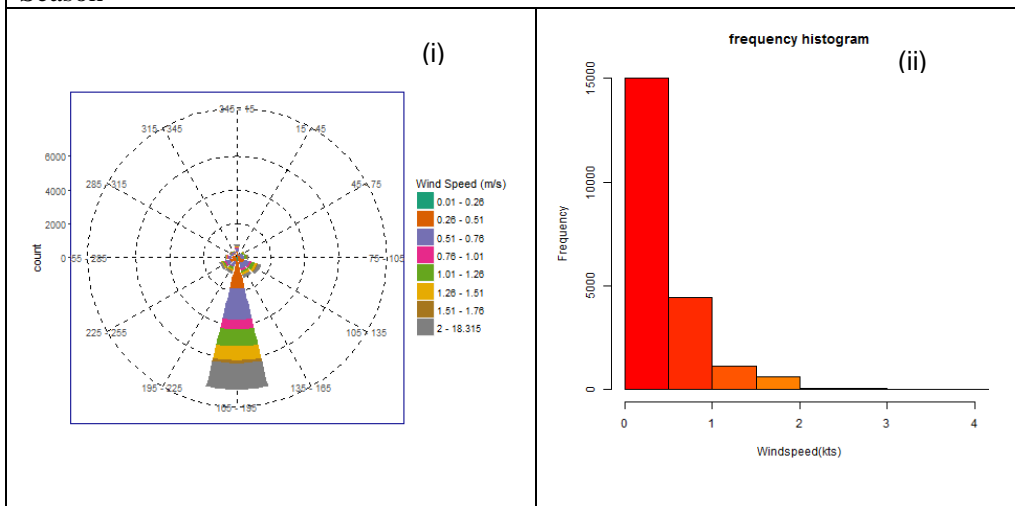 Season
(i)
345 - 15
315 - 345
15 - 45
285 - 315
45 - 75
75 - 105
225 - 255
105 - 135
195 - 225
135 - 165
165 - 195
6000
4000
2000
0
count
Wind Speed (m/s)
0.01 - 0.26
0.26 - 0.51
0.51 - 0.76
0.76 - 1.01
1.01 - 1.26
1.26 - 1.51
1.51 - 1.76
2 - 18.315
frequency histogram
(ii)
15000
10000
5000
0
Frequency
0 1 2 3 4
Windspeed(kts)